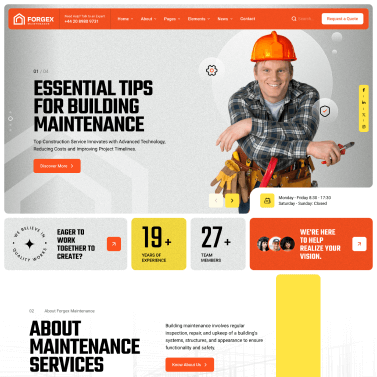 FORGEX
Need help? Talk to an Expert
+44 20 8988 9731
Home
About
Pages
Elements
News
Contact
Request a Quote
01 / 03
ESSENTIAL TIPS
FOR BUILDING
MAINTENANCE
Top Construction Service Innovates with Advanced Technology,
Reducing Costs and Improving Project Timelines.
Discover More
Monday - Friday 8:30 - 17:30
Saturday - Sunday: Closed
WE BELIEVE IN QUALITY WORKS
EAGER TO
WORK
TOGETHER TO
CREATE?
19+
YEARS OF
EXPERIENCE
27+
TEAM
MEMBERS
WE'RE HERE
TO HELP
REALIZE YOUR
VISION.
02 About Forgex Maintenance
ABOUT
MAINTENANCE
SERVICES
Building maintenance involves regular
inspection, repair, and upkeep of a building's
systems, structures, and appearance to ensure
functionality and safety.
Know About Us